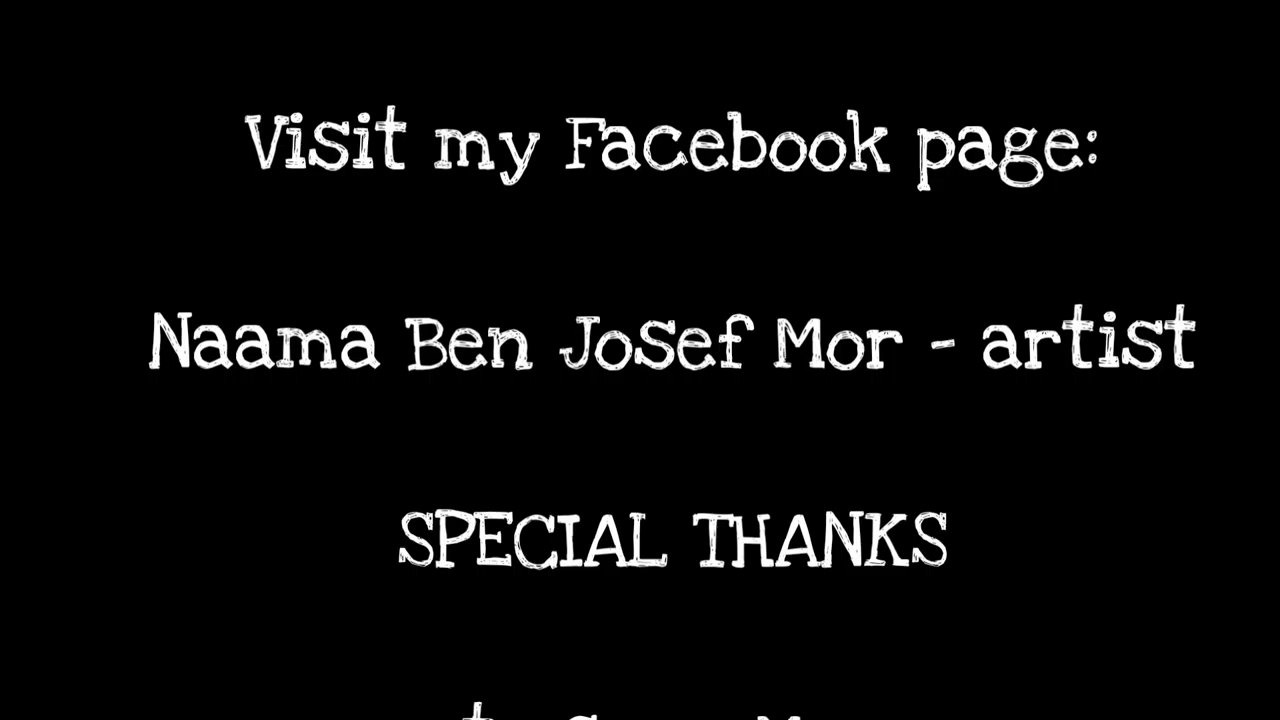 Visit my Facebook page:
Naama Ben Josef Mor - artist
SPECIAL THANKS